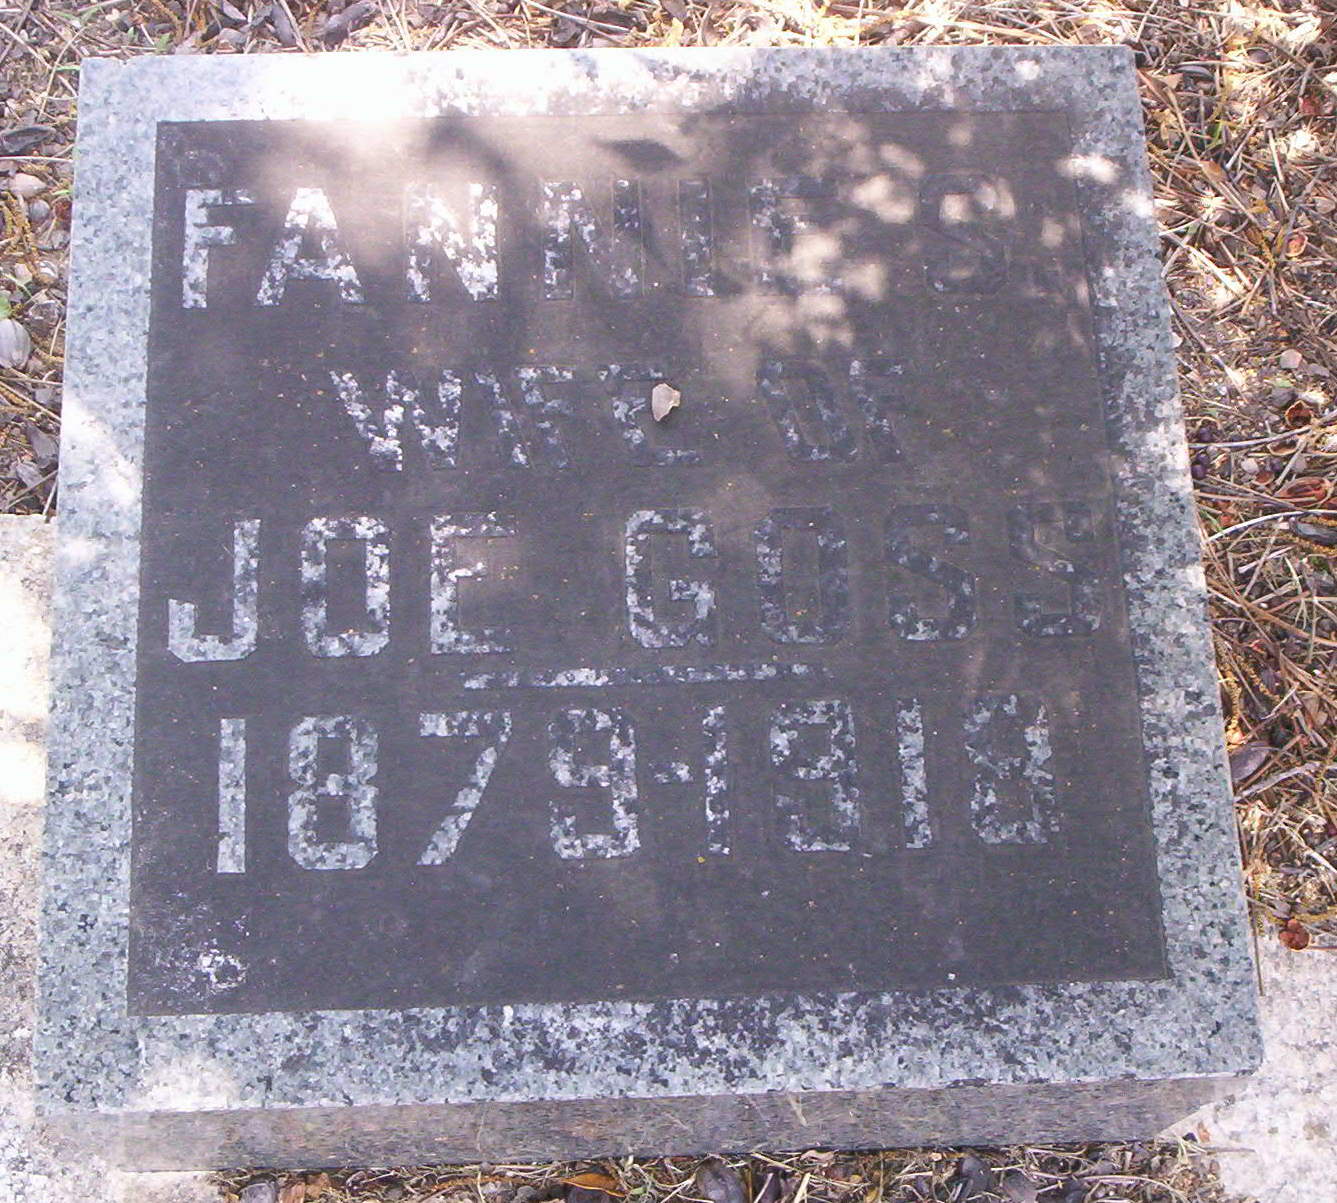 FANNIE S.
WIFE OF
JOE GOSS
1879-1918